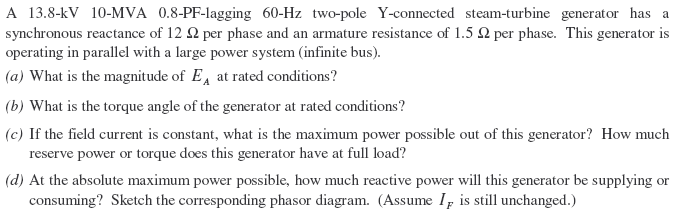 A 13.8-kV 10-MVA 0.8-PF-lagging 60-Hz two-pole Y-connected steam-turbine generator has a
synchronous reactance of 12 Ω per phase and an armature resistance of 1.5 Ω per phase. This generator is
operating in parallel with a large power system (infinite bus).
(a) What is the magnitude of E_A at rated conditions?
(b) What is the torque angle of the generator at rated conditions?
(c) If the field current is constant, what is the maximum power possible out of this generator? How much
reserve power or torque does this generator have at full load?
(d) At the absolute maximum power possible, how much reactive power will this generator be supplying or
consuming? Sketch the corresponding phasor diagram. (Assume I_F is still unchanged.)